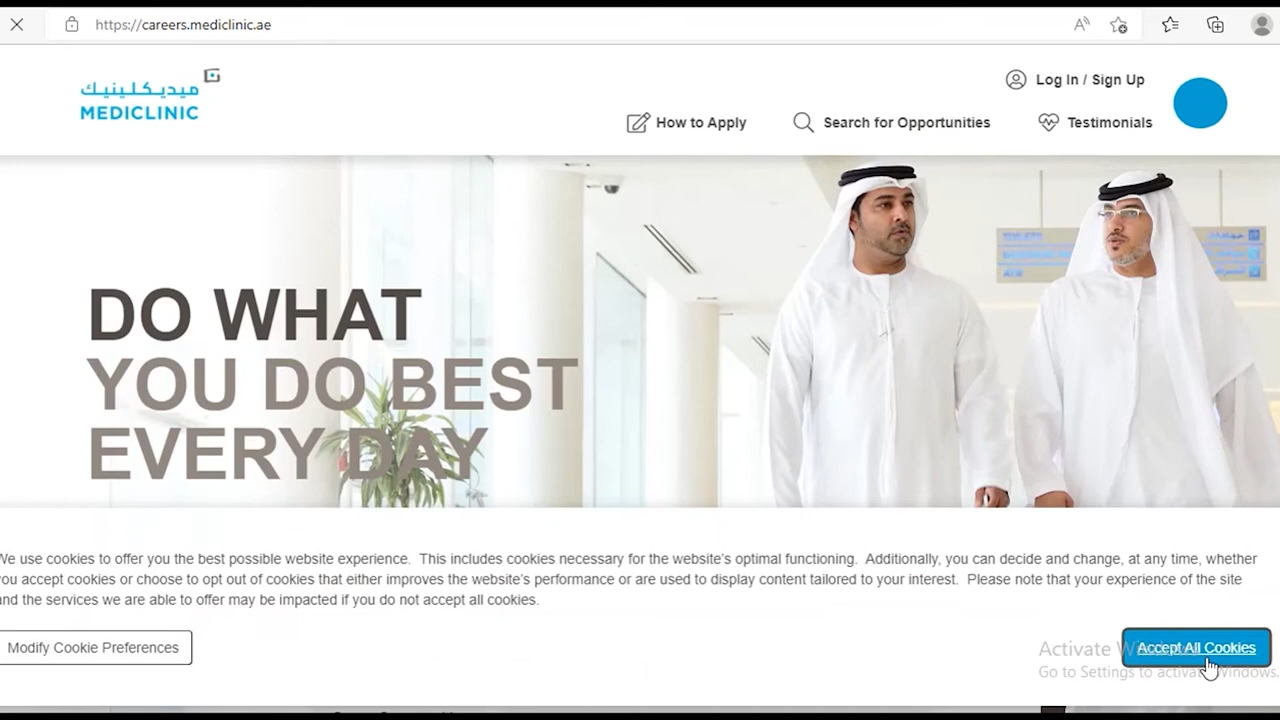 https://careers.mediclinic.ae
ميديكلينيك
MEDICLINIC
Log In / Sign Up
How to Apply
Search for Opportunities
Testimonials
DO WHAT
YOU DO BEST
EVERY DAY
We use cookies to offer you the best possible website experience. This includes cookies necessary for the website's optimal functioning. Additionally, you can decide and change, at any time, whether
you accept cookies or choose to opt out of cookies that either improves the website's performance or are used to display content tailored to your interest. Please note that your experience of the site
and the services we are able to offer may be impacted if you do not accept all cookies.
Modify Cookie Preferences
Accept All Cookies
Activate Windows
Go to Settings to activate Windows.